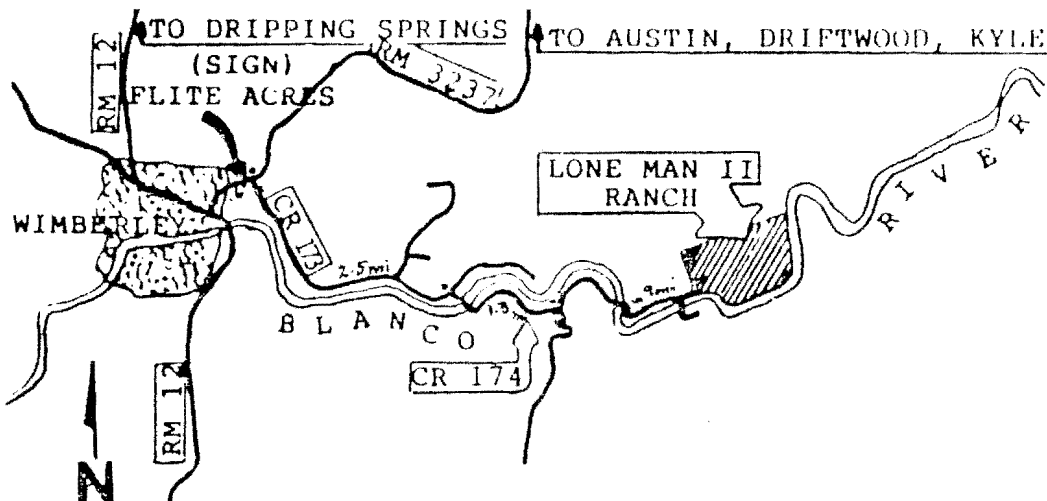 TO DRIPPING SPRINGS
TO AUSTIN, DRIFTWOOD, KYLE
RM 12
(SIGN)
FLITE ACRES
RM 3237
LONE MAN II
RANCH
RIVER
WIMBERLEY
CR 173
2.5mi
.9mi
1.3
BLANCO
CR 174
RM 12
N